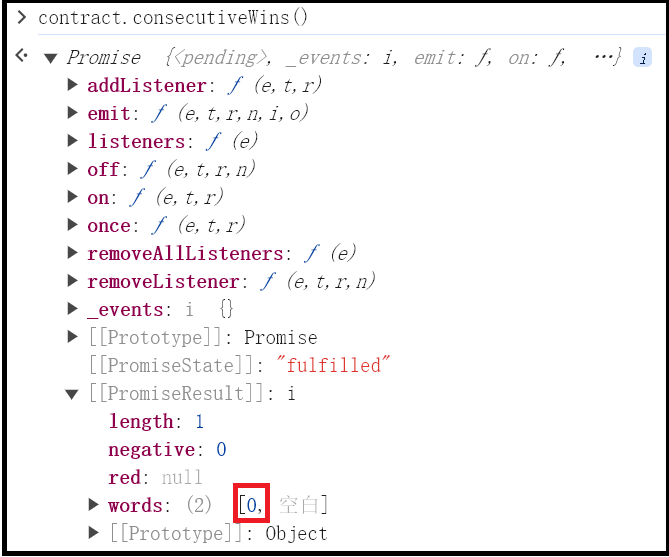 > contract.consecutiveWins()
<· ▼ Promise {<pending>, _events: i, emit: ƒ, on: ƒ, …} i
▶ addListener: ƒ (e,t,r)
▶ emit: ƒ (e,t,r,n,i,o)
▶ listeners: ƒ (e)
▶ off: ƒ (e,t,r,n)
▶ on: ƒ (e,t,r)
▶ once: ƒ (e,t,r)
▶ removeAllListeners: ƒ (e)
▶ removeListener: ƒ (e,t,r,n)
▶ _events: i {}
▶ [[Prototype]]: Promise
[[PromiseState]]: "fulfilled"
▼ [[PromiseResult]]: i
length: 1
negative: 0
red: null
▶ words: (2) [0, 空白]
▶ [[Prototype]]: Object